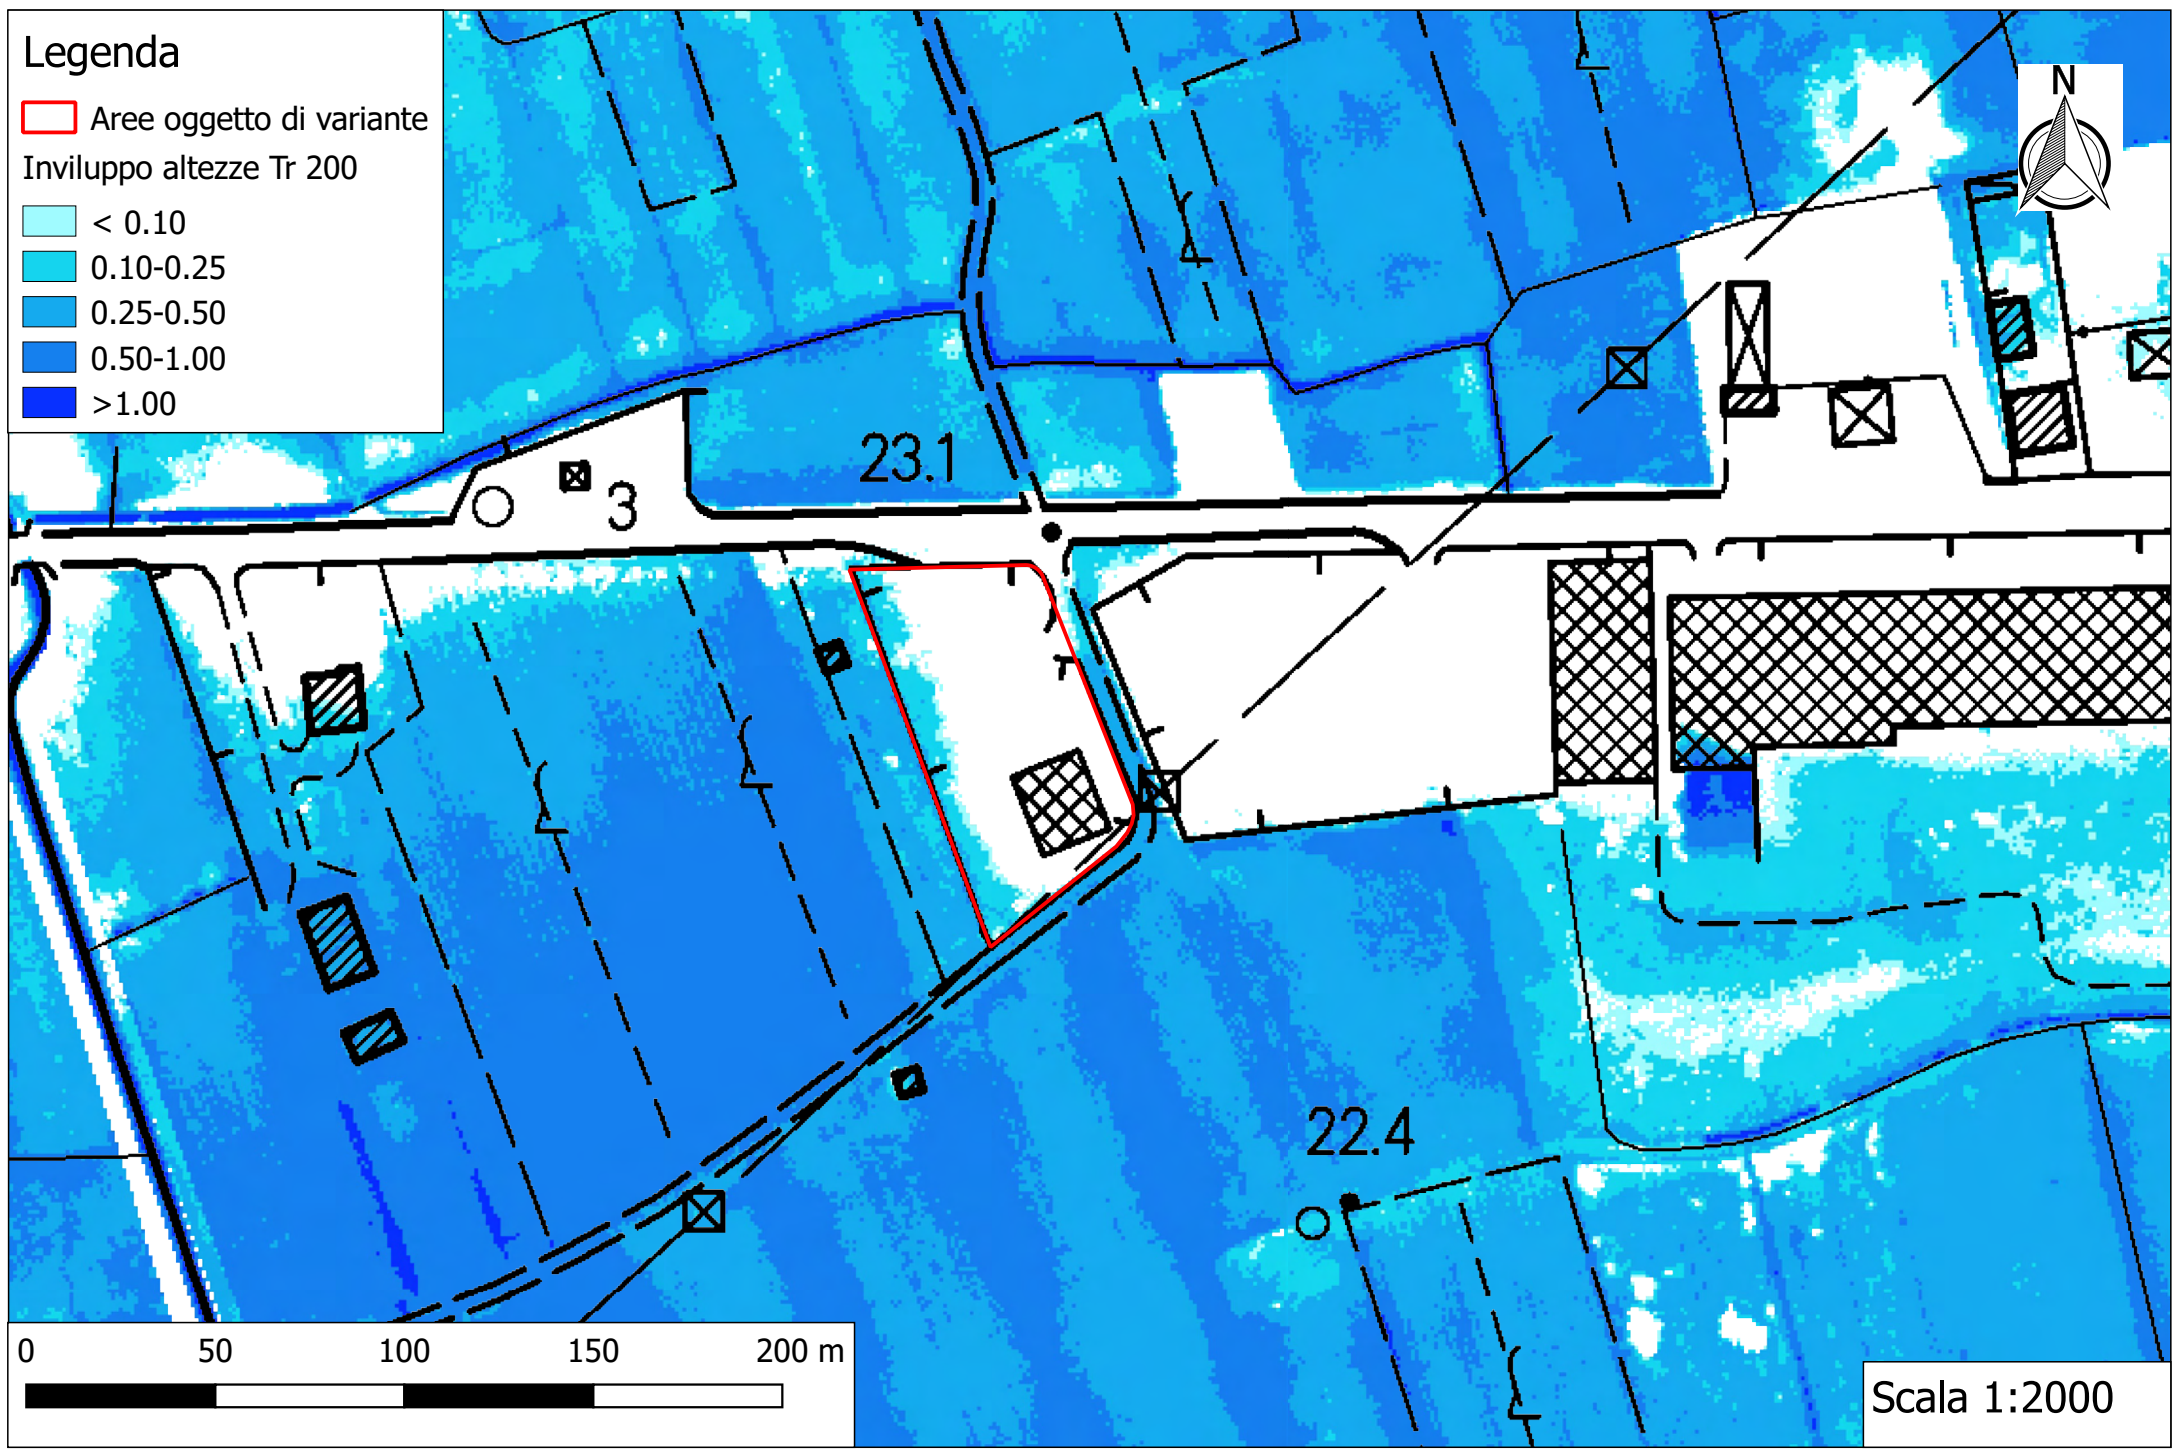 Legenda
Aree oggetto di variante
Inviluppo altezze Tr 200
< 0.10
0.10-0.25
0.25-0.50
0.50-1.00
>1.00
N
23.1
3
22.4
0 50 100 150 200 m
Scala 1:2000